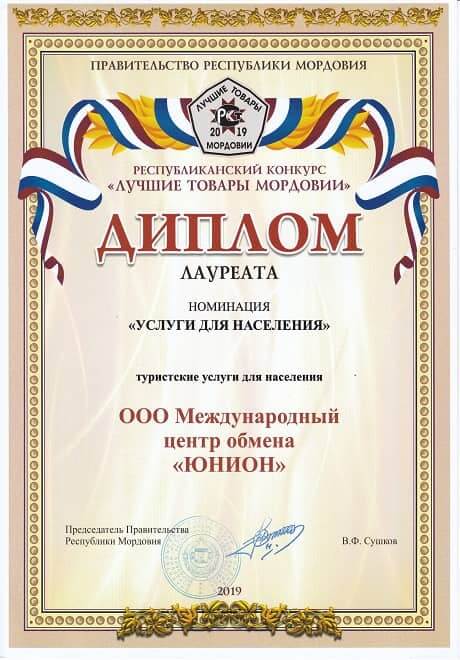 ПРАВИТЕЛЬСТВО РЕСПУБЛИКИ МОРДОВИЯ
ЛУЧШИЕ ТОВАРЫ
20 19
МОРДОВИИ
РЕСПУБЛИКАНСКИЙ КОНКУРС
«ЛУЧШИЕ ТОВАРЫ МОРДОВИИ»
ДИПЛОМ
ЛАУРЕАТА
НОМИНАЦИЯ
«УСЛУГИ ДЛЯ НАСЕЛЕНИЯ»
туристские услуги для населения
ООО Международный
центр обмена
«ЮНИОН»
Председатель Правительства
Республики Мордовия
В.Ф. Сушков
2019